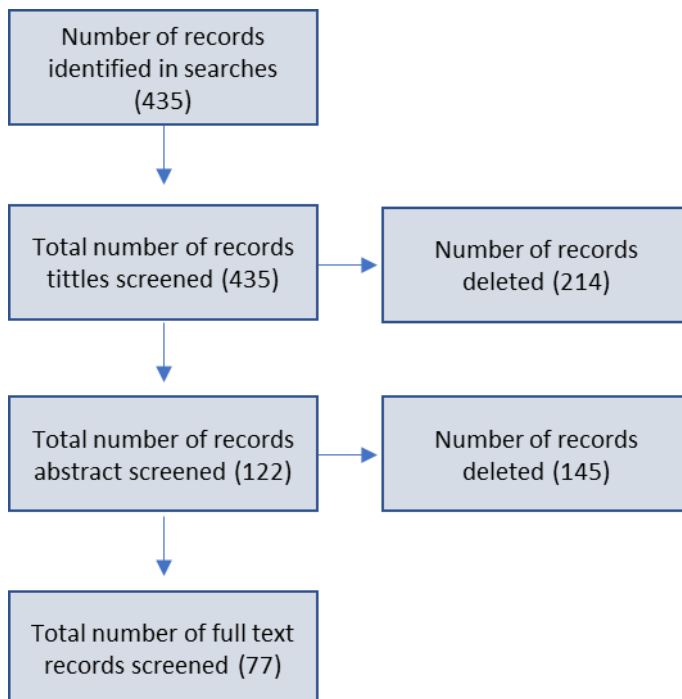 Number of records
identified in searches
(435)
Total number of records
tittles screened (435)
Number of records
deleted (214)
Total number of records
abstract screened (122)
Number of records
deleted (145)
Total number of full text
records screened (77)